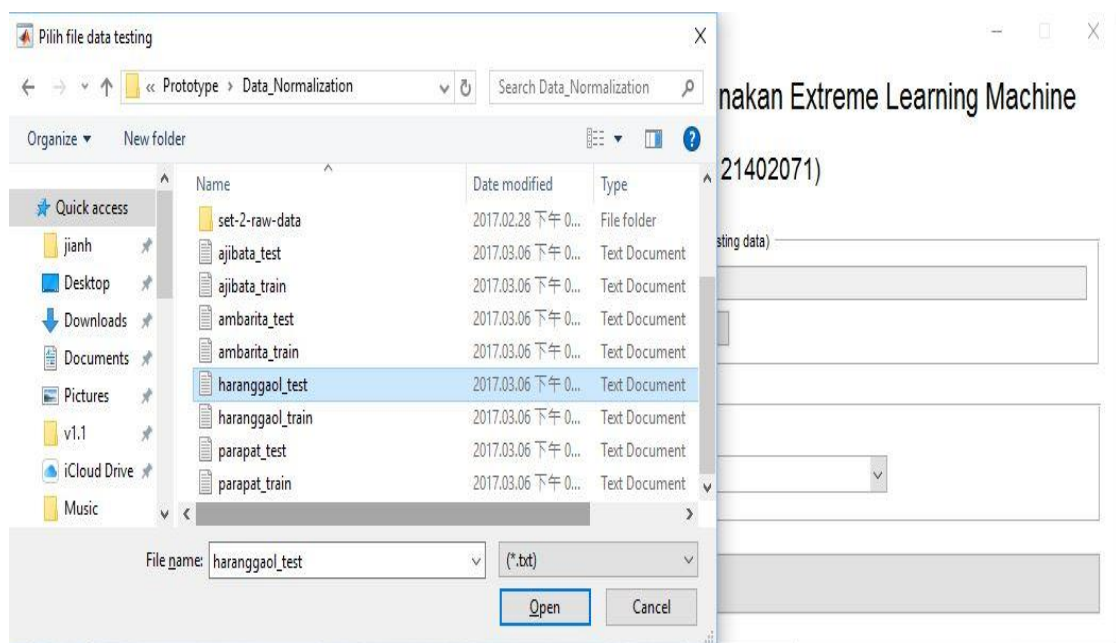 Pilih file data testing
« Prototype › Data_Normalization
Search Data_Normalization
Organize
New folder
Name Date modified Type
Quick access
jianh
Desktop
Downloads
Documents
Pictures
v1.1
iCloud Drive
Music
set-2-raw-data 2017.02.28 下午 0... File folder
ajibata_test 2017.03.06 下午 0... Text Document
ajibata_train 2017.03.06 下午 0... Text Document
ambarita_test 2017.03.06 下午 0... Text Document
ambarita_train 2017.03.06 下午 0... Text Document
haranggaol_test 2017.03.06 下午 0... Text Document
haranggaol_train 2017.03.06 下午 0... Text Document
parapat_test 2017.03.06 下午 0... Text Document
parapat_train 2017.03.06 下午 0... Text Document
File name: haranggaol_test (*.txt)
Open Cancel
nakan Extreme Learning Machine
21402071)
sting data)